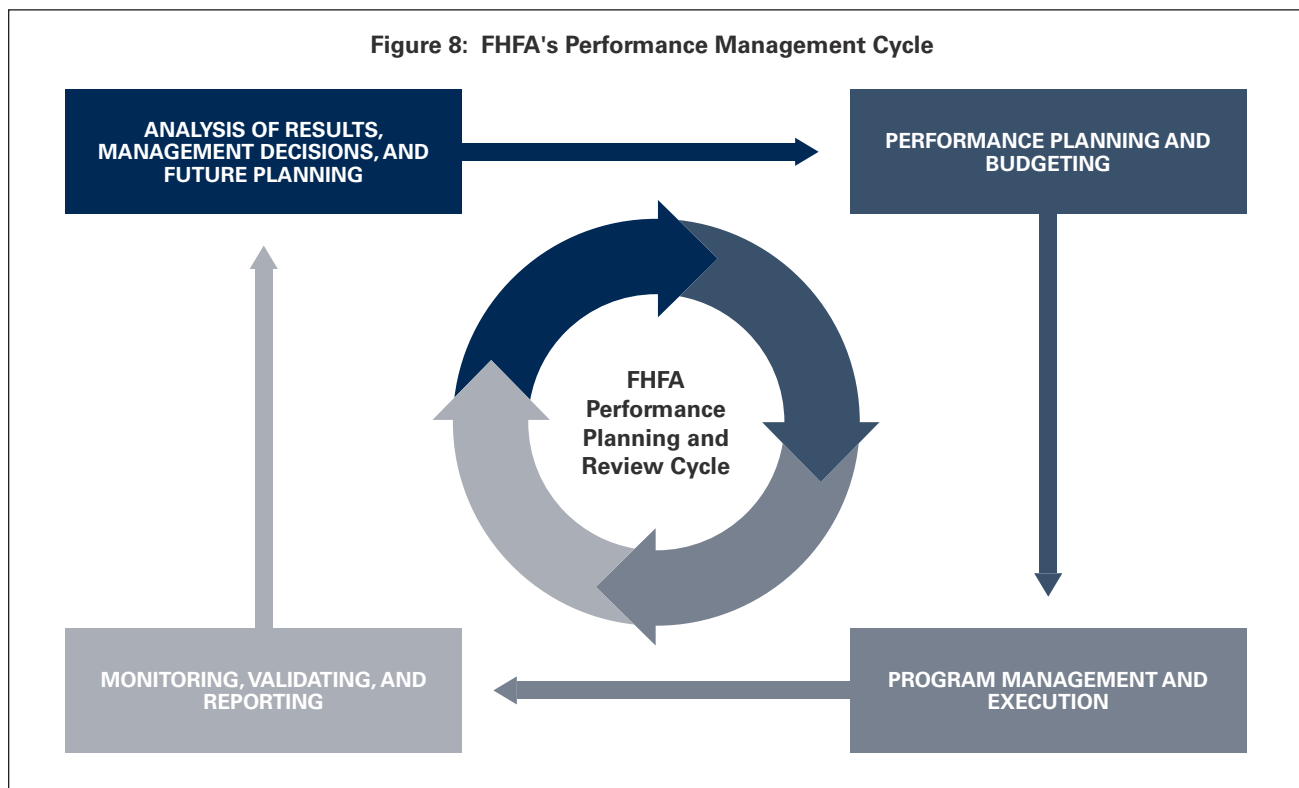 Figure 8: FHFA's Performance Management Cycle
ANALYSIS OF RESULTS,
MANAGEMENT DECISIONS, AND
FUTURE PLANNING
PERFORMANCE PLANNING AND
BUDGETING
FHFA
Performance
Planning and
Review Cycle
MONITORING, VALIDATING, AND
REPORTING
PROGRAM MANAGEMENT AND
EXECUTION